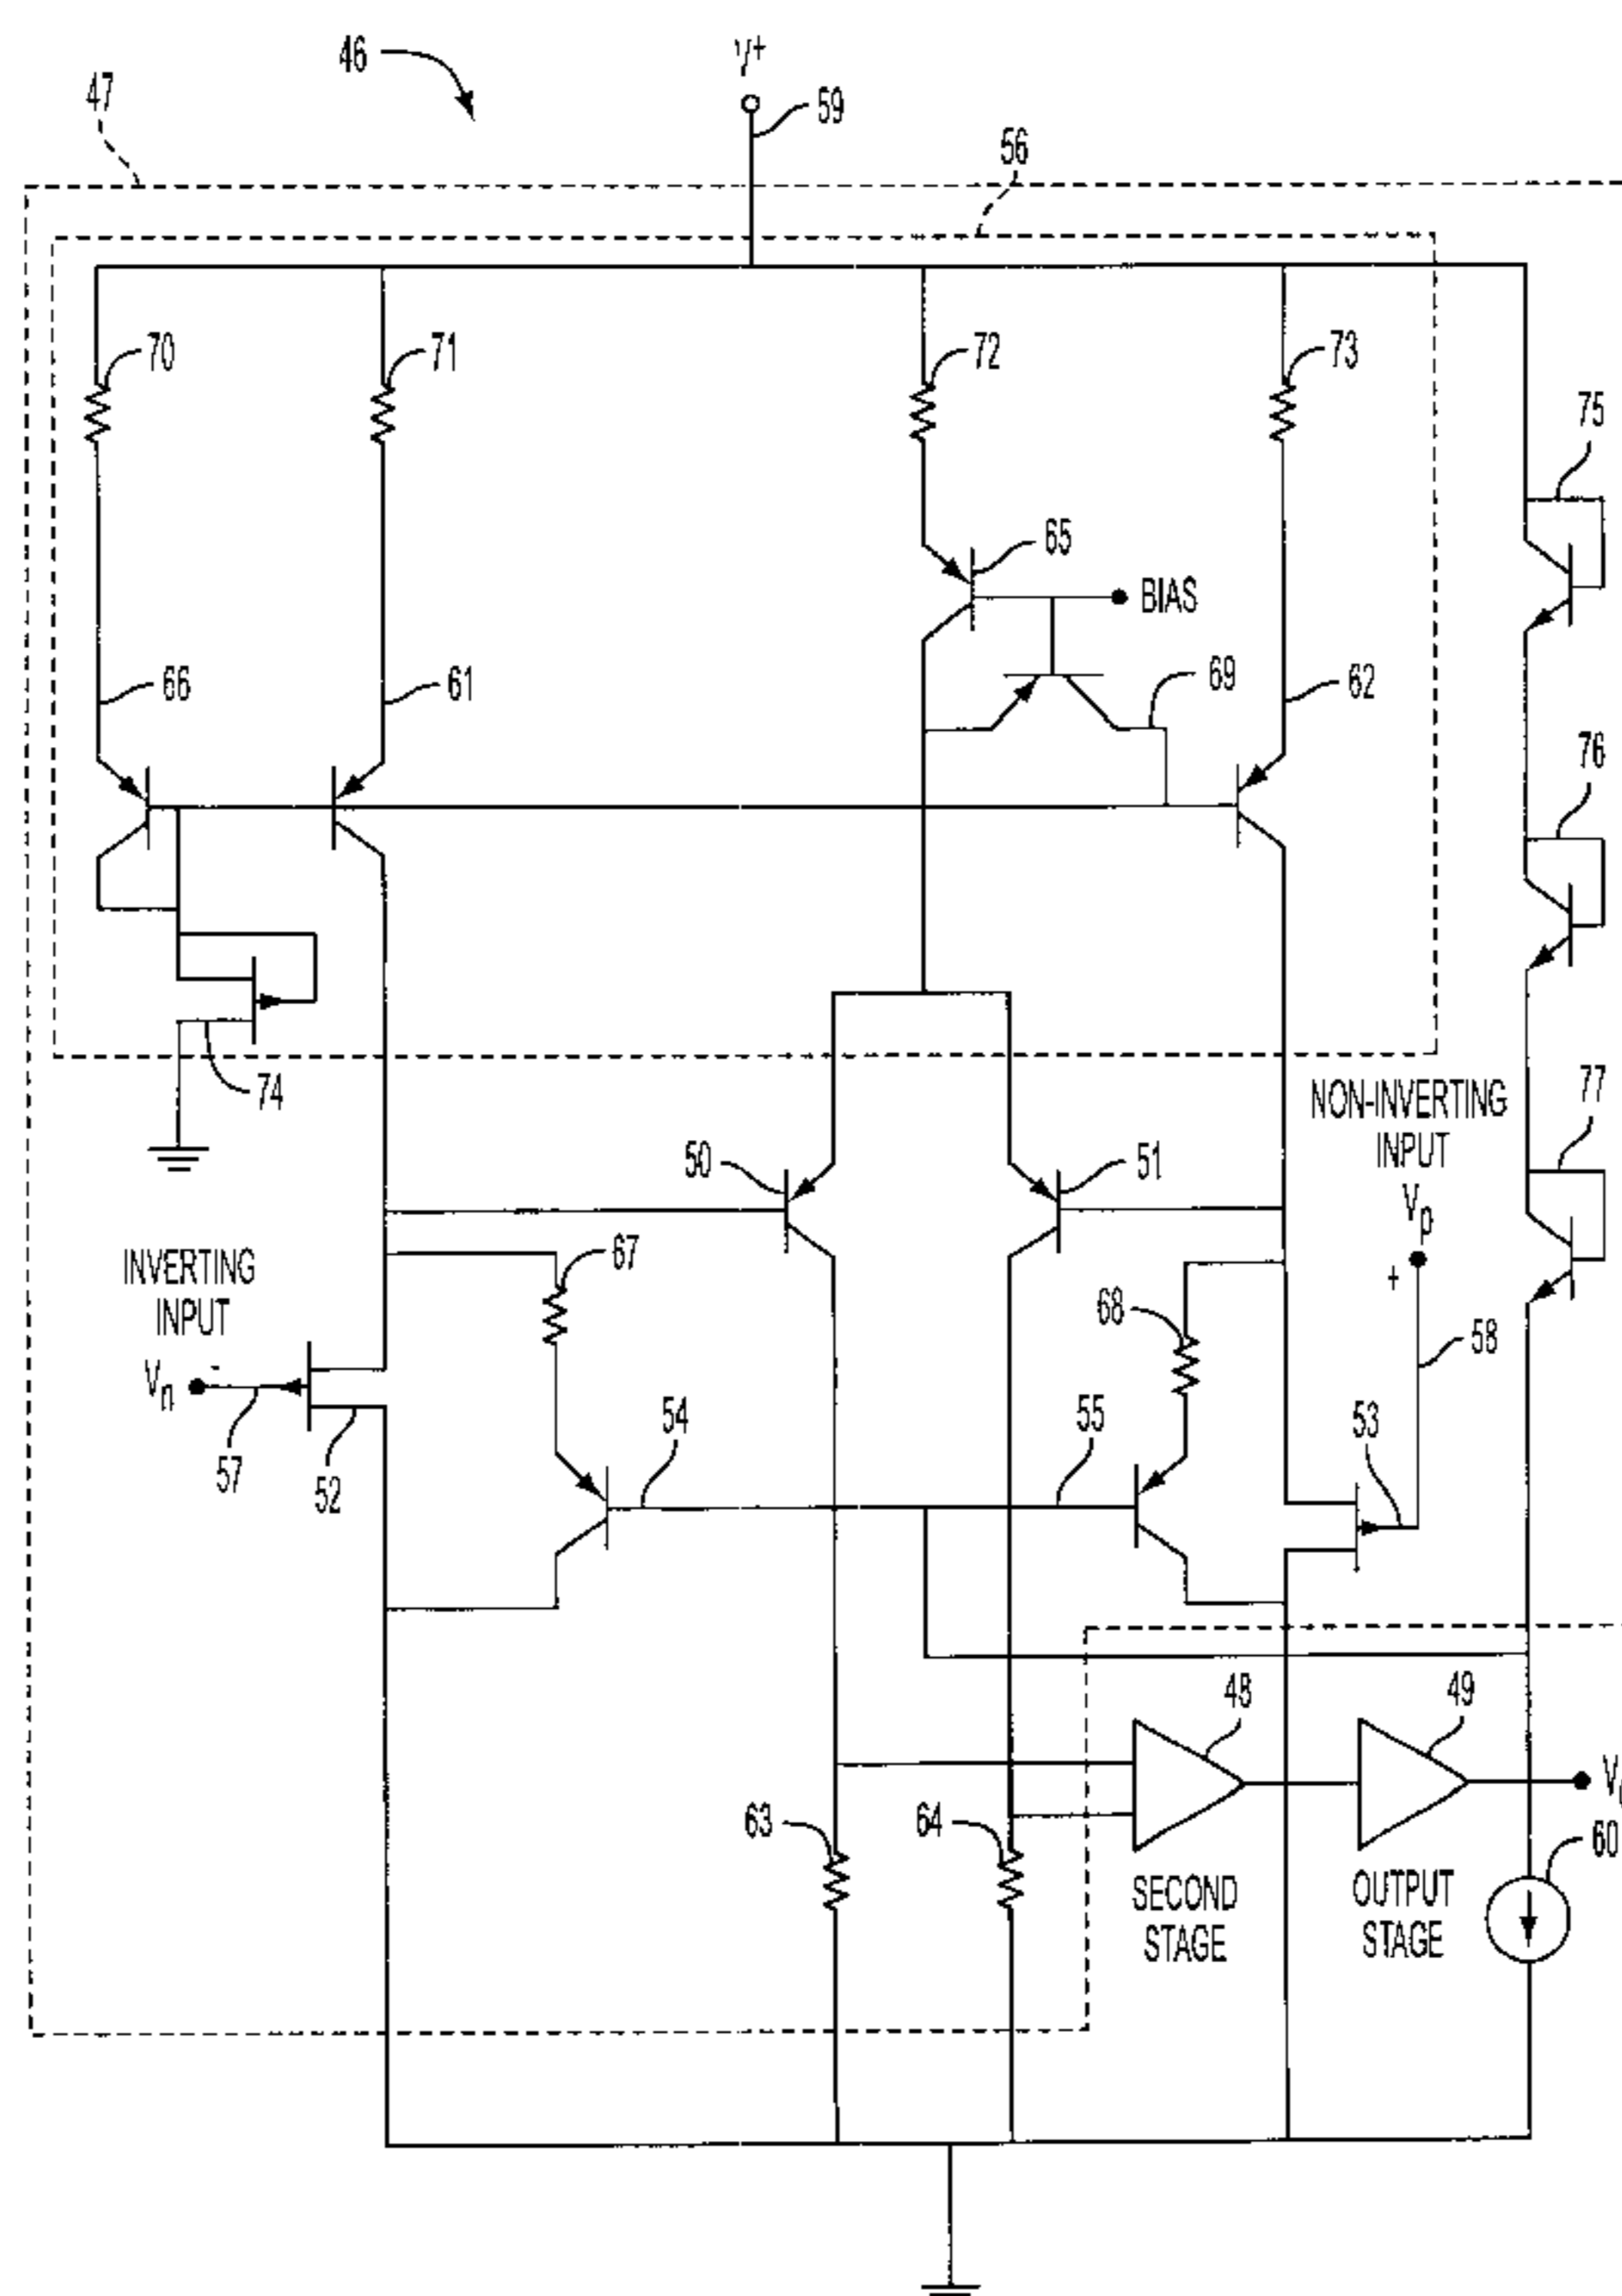 46
V+
59
47
56
70
71
72
73
75
65
BIAS
66
61
69
62
76
74
NON-INVERTING
INPUT
Vp
+
77
50
51
INVERTING
INPUT
Vn
-
67
68
58
57
52
54
55
53
48
49
63
64
60
SECOND
STAGE
OUTPUT
STAGE